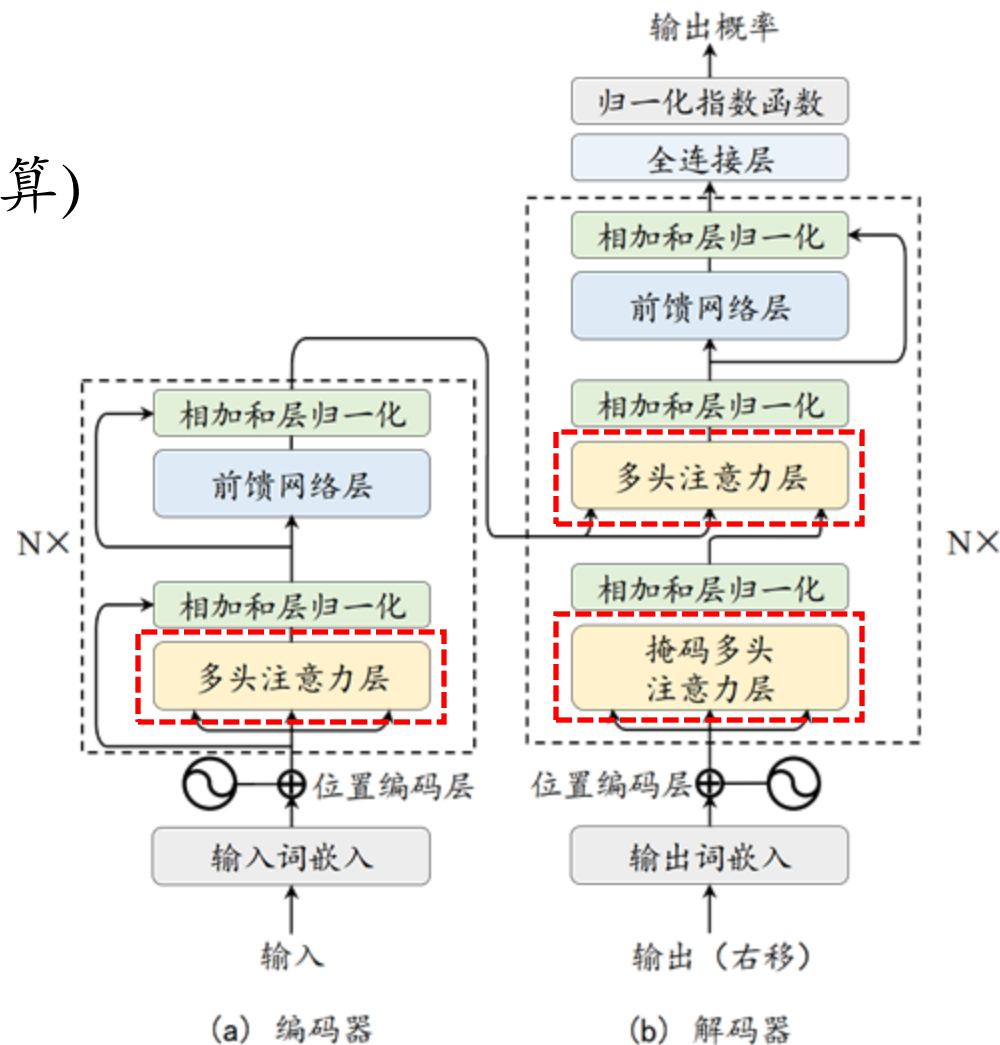 算)
输出概率
归一化指数函数
全连接层
相加和层归一化
前馈网络层
相加和层归一化
多头注意力层
相加和层归一化
掩码多头
注意力层
N×
位置编码层
输出词嵌入
输出（右移）
(b) 解码器
相加和层归一化
前馈网络层
N×
相加和层归一化
多头注意力层
位置编码层
输入词嵌入
输入
(a) 编码器